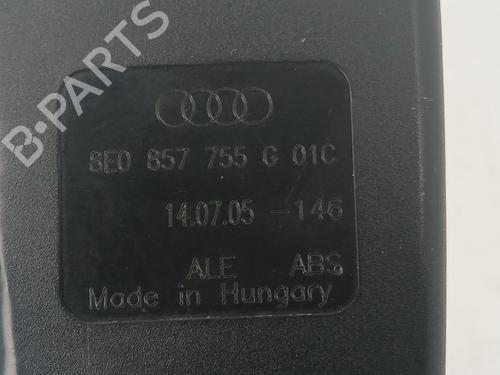 B-PARTS
8E0 857 755 G 01C
14.07.05 -146
ALE ABS
Made in Hungary